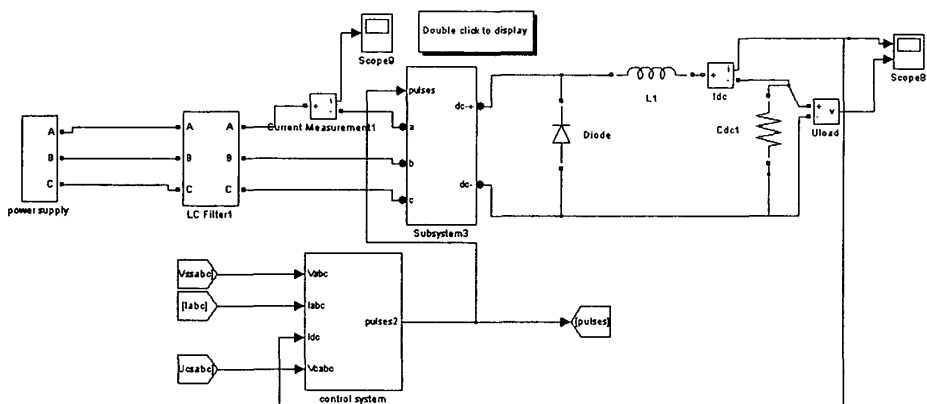 Double click to display
Scope9
pulses
dc-+
L1
+
i
-
Idc
Scope8
A
A
A
+
i
-
Current Measurement1
a
Diode
Cdc1
+
v
-
Uload
B
B
B
b
C
C
C
c
dc-
power supply
LC Filter1
Subsystem3
Vssabc]
Vabc
[Iabc]
Iabc
pulses2
[pulses]
Idc
Ucsabc]
Vcabc
control system